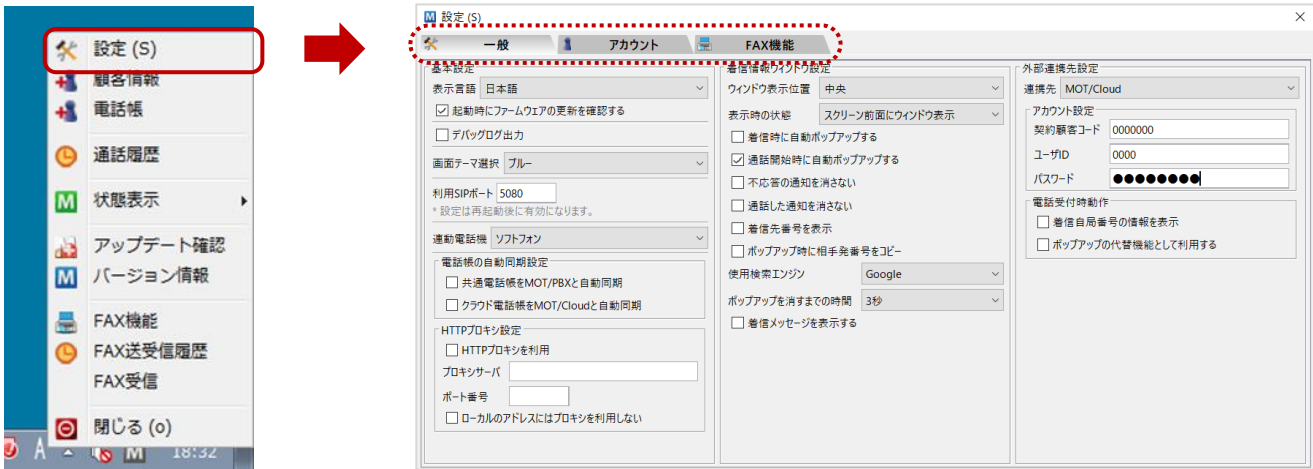 設定 (S)
顧客情報
電話帳
通話履歴
状態表示
アップデート確認
バージョン情報
FAX機能
FAX送受信履歴
FAX受信
閉じる (o)
A
18:32
設定 (S)
一般
アカウント
FAX機能
基本設定
表示言語 日本語
起動時にファームウェアの更新を確認する
デバッグログ出力
画面テーマ選択 ブルー
利用SIPポート 5080
* 設定は再起動後に有効になります。
連動電話機 ソフトフォン
電話帳の自動同期設定
共通電話帳をMOT/PBXと自動同期
クラウド電話帳をMOT/Cloudと自動同期
HTTPプロキシ設定
HTTPプロキシを利用
プロキシサーバ
ポート番号
ローカルのアドレスにはプロキシを利用しない
着信情報ウィンドウ設定
ウィンドウ表示位置 中央
表示時の状態 スクリーン前面にウィンドウ表示
着信時に自動ポップアップする
通話開始時に自動ポップアップする
不応答の通知を消さない
通話した通知を消さない
着信先番号を表示
ポップアップ時に相手発番号をコピー
使用検索エンジン Google
ポップアップを消すまでの時間 3秒
着信メッセージを表示する
外部連携先設定
連携先 MOT/Cloud
アカウント設定
契約顧客コード 0000000
ユーザID 0000
パスワード ●●●●●●●●
電話受付時動作
着信自局番号の情報を表示
ポップアップの代替機能として利用する